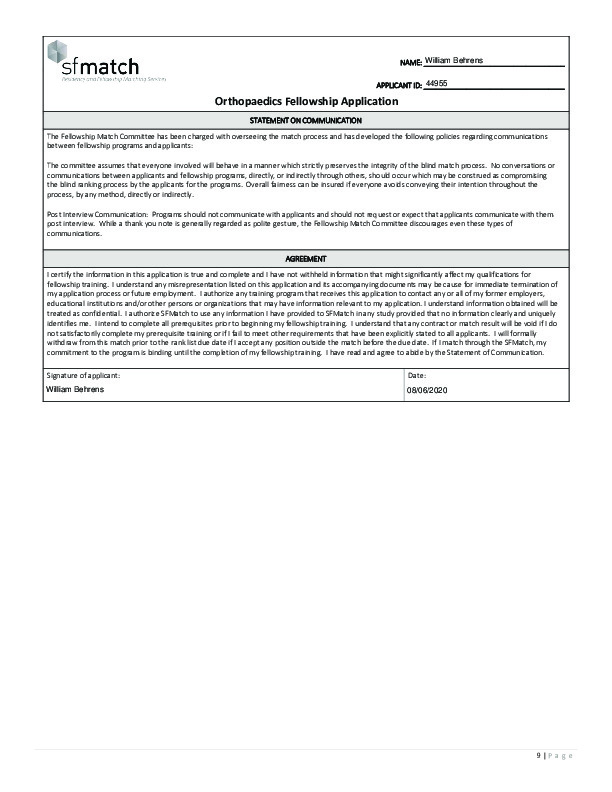 sfmatch
Residency and Fellowship Matching Services
NAME: William Behrens
APPLICANT ID: 44955
Orthopaedics Fellowship Application
STATEMENT ON COMMUNICATION
The Fellowship Match Committee has been charged with overseeing the match process and has developed the following policies regarding communications
between fellowship programs and applicants:
The committee assumes that everyone involved will behave in a manner which strictly preserves the integrity of the blind match process. No conversations or
communications between applicants and fellowship programs, directly, or indirectly through others, should occur which may be construed as compromising
the blind ranking process by the applicants for the programs. Overall fairness can be insured if everyone avoids conveying their intention throughout the
process, by any method, directly or indirectly.
Post Interview Communication: Programs should not communicate with applicants and should not request or expect that applicants communicate with them
post interview. While a thank you note is generally regarded as polite gesture, the Fellowship Match Committee discourages even these types of
communications.
AGREEMENT
I certify the information in this application is true and complete and I have not withheld information that might significantly affect my qualifications for
fellowship training. I understand any misrepresentation listed on this application and its accompanying documents may be cause for immediate termination of
my application process or future employment. I authorize any training program that receives this application to contact any or all of my former employers,
educational institutions and/or other persons or organizations that may have information relevant to my application. I understand information obtained will be
treated as confidential. I authorize SFMatch to use any information I have provided to SFMatch in any study provided that no information clearly and uniquely
identifies me. I intend to complete all prerequisites prior to beginning my fellowship training. I understand that any contract or match result will be void if I do
not satisfactorily complete my prerequisite training or if I fail to meet other requirements that have been explicitly stated to all applicants. I will formally
withdraw from this match prior to the rank list due date if I accept any position outside the match before the due date. If I match through the SFMatch, my
commitment to the program is binding until the completion of my fellowship training. I have read and agree to abide by the Statement of Communication.
Signature of applicant:
William Behrens
Date:
08/06/2020
9 | Page